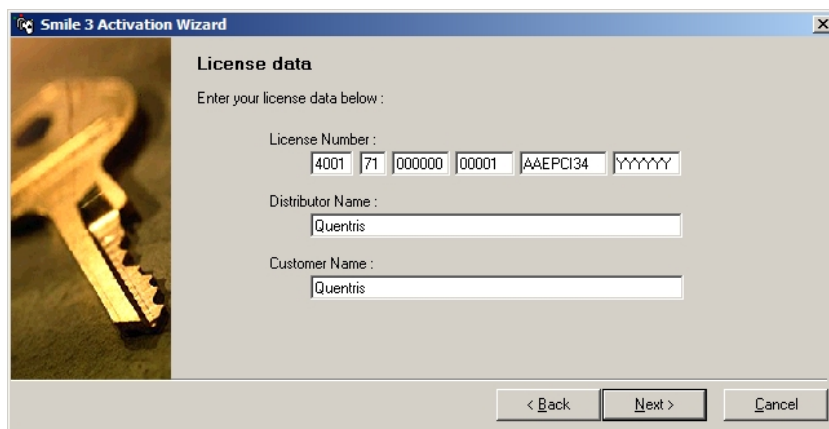 Smile 3 Activation Wizard
License data
Enter your license data below :
License Number :
4001 71 000000 00001 AAEPCI34 YYYYYY
Distributor Name :
Quentris
Customer Name :
Quentris
< Back Next > Cancel